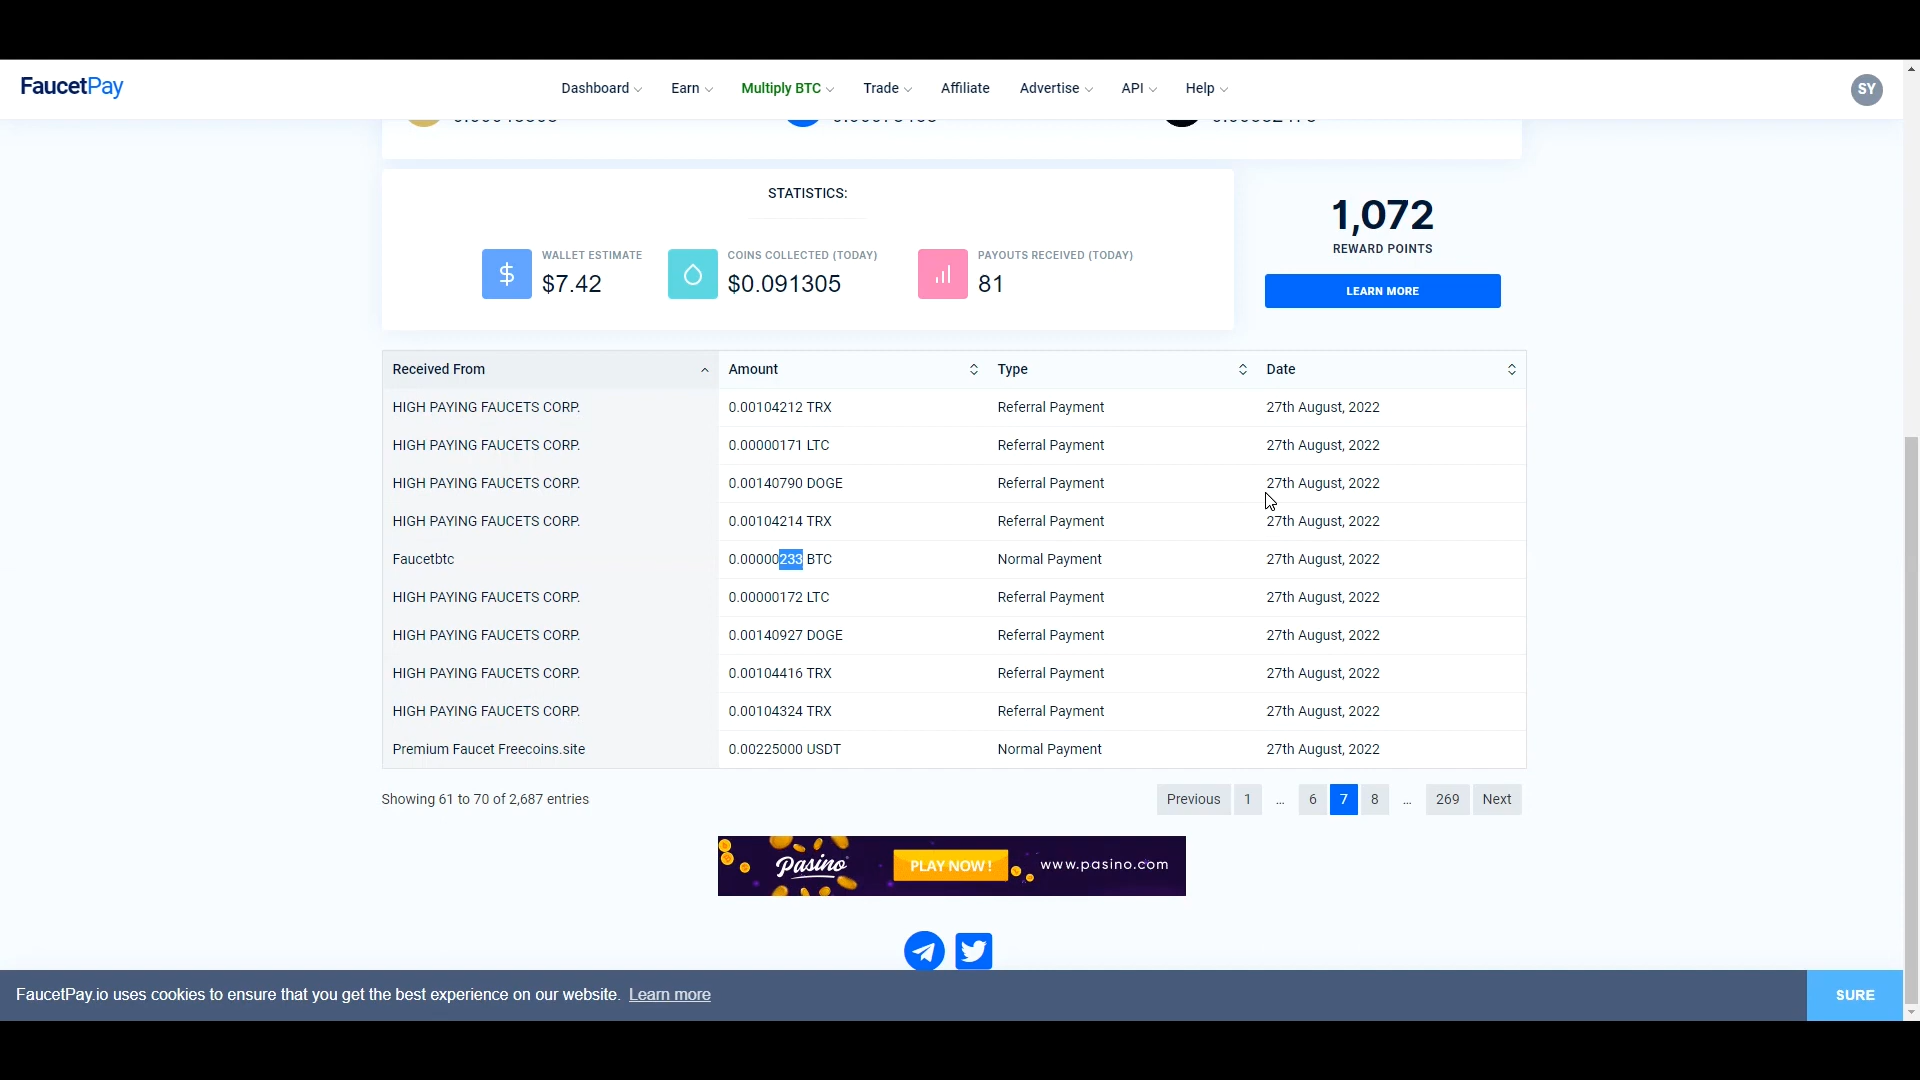 FaucetPay
Dashboard
Earn
Multiply BTC
Trade
Affiliate
Advertise
API
Help
SY
STATISTICS:
WALLET ESTIMATE
$7.42
COINS COLLECTED (TODAY)
$0.091305
PAYOUTS RECEIVED (TODAY)
81
1,072
REWARD POINTS
LEARN MORE
Received From Amount Type Date
HIGH PAYING FAUCETS CORP. 0.00104212 TRX Referral Payment 27th August, 2022
HIGH PAYING FAUCETS CORP. 0.00000171 LTC Referral Payment 27th August, 2022
HIGH PAYING FAUCETS CORP. 0.00140790 DOGE Referral Payment 27th August, 2022
HIGH PAYING FAUCETS CORP. 0.00104214 TRX Referral Payment 27th August, 2022
Faucetbtc 0.00000233 BTC Normal Payment 27th August, 2022
HIGH PAYING FAUCETS CORP. 0.00000172 LTC Referral Payment 27th August, 2022
HIGH PAYING FAUCETS CORP. 0.00140927 DOGE Referral Payment 27th August, 2022
HIGH PAYING FAUCETS CORP. 0.00104416 TRX Referral Payment 27th August, 2022
HIGH PAYING FAUCETS CORP. 0.00104324 TRX Referral Payment 27th August, 2022
Premium Faucet Freecoins.site 0.00225000 USDT Normal Payment 27th August, 2022
Showing 61 to 70 of 2,687 entries
Previous 1 ... 6 7 8 ... 269 Next
Pasino PLAY NOW! www.pasino.com
FaucetPay.io uses cookies to ensure that you get the best experience on our website. Learn more
SURE